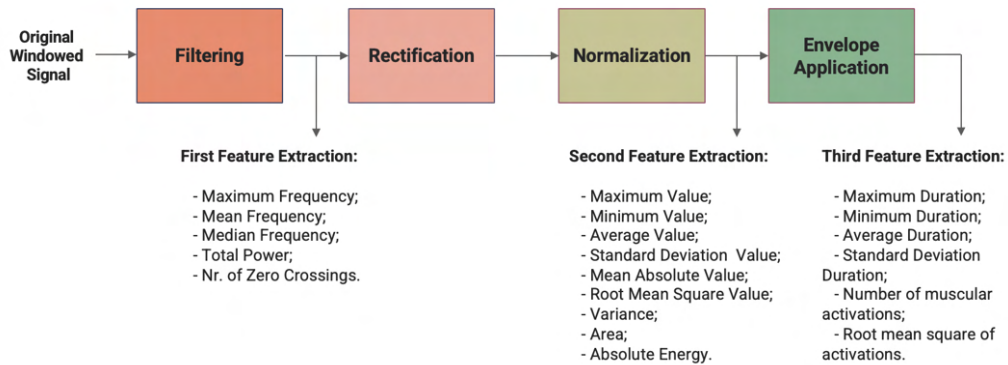 Original
Windowed
Signal
Filtering
Rectification
Normalization
Envelope
Application
First Feature Extraction:
- Maximum Frequency;
- Mean Frequency;
- Median Frequency;
- Total Power;
- Nr. of Zero Crossings.
Second Feature Extraction:
- Maximum Value;
- Minimum Value;
- Average Value;
- Standard Deviation Value;
- Mean Absolute Value;
- Root Mean Square Value;
- Variance;
- Area;
- Absolute Energy.
Third Feature Extraction:
- Maximum Duration;
- Minimum Duration;
- Average Duration;
- Standard Deviation
Duration;
- Number of muscular
activations;
- Root mean square of
activations.